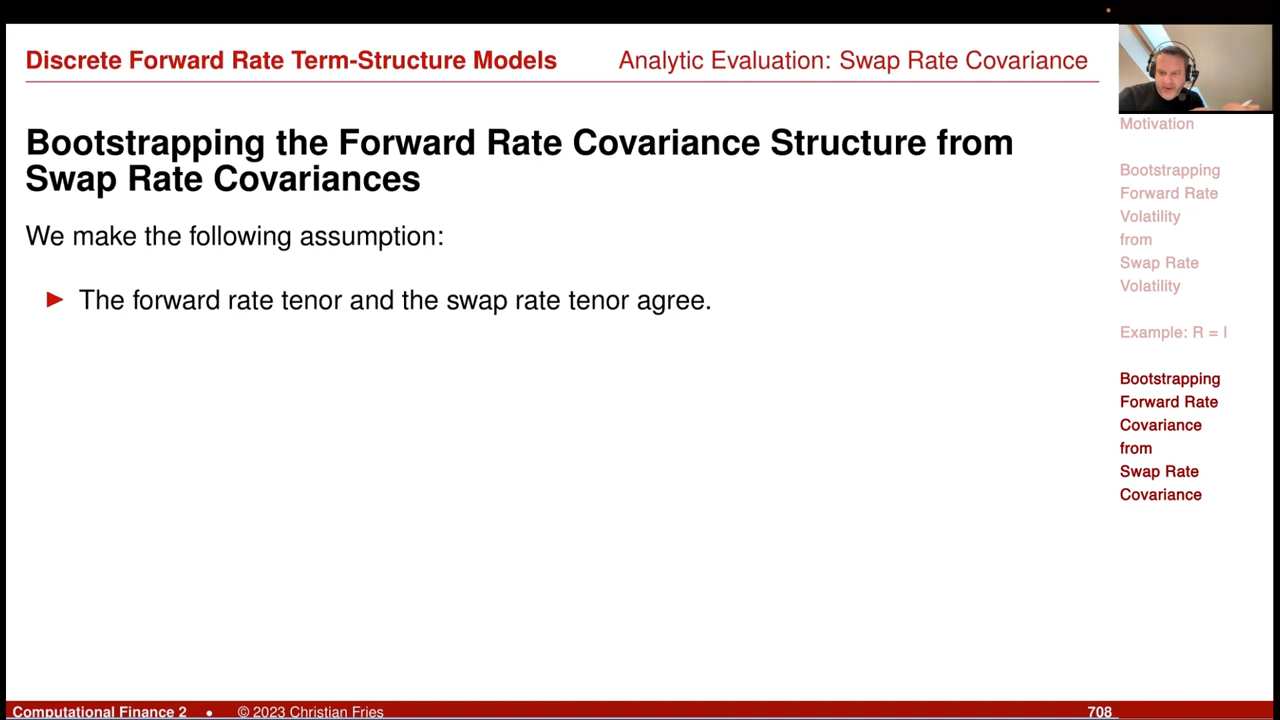 Discrete Forward Rate Term-Structure Models
Analytic Evaluation: Swap Rate Covariance
Bootstrapping the Forward Rate Covariance Structure from
Swap Rate Covariances
We make the following assumption:
► The forward rate tenor and the swap rate tenor agree.
Motivation
Bootstrapping
Forward Rate
Volatility
from
Swap Rate
Volatility
Example: R = I
Bootstrapping
Forward Rate
Covariance
from
Swap Rate
Covariance
Computational Finance 2 • © 2023 Christian Fries
708